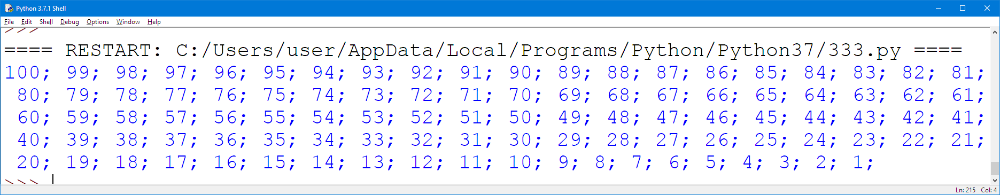 Python 3.7.1 Shell
File Edit Shell Debug Options Window Help
>>>
==== RESTART: C:/Users/user/AppData/Local/Programs/Python/Python37/333.py ====
100; 99; 98; 97; 96; 95; 94; 93; 92; 91; 90; 89; 88; 87; 86; 85; 84; 83; 82; 81;
80; 79; 78; 77; 76; 75; 74; 73; 72; 71; 70; 69; 68; 67; 66; 65; 64; 63; 62; 61;
60; 59; 58; 57; 56; 55; 54; 53; 52; 51; 50; 49; 48; 47; 46; 45; 44; 43; 42; 41;
40; 39; 38; 37; 36; 35; 34; 33; 32; 31; 30; 29; 28; 27; 26; 25; 24; 23; 22; 21;
20; 19; 18; 17; 16; 15; 14; 13; 12; 11; 10; 9; 8; 7; 6; 5; 4; 3; 2; 1;
>>>
Ln: 215 Col: 4